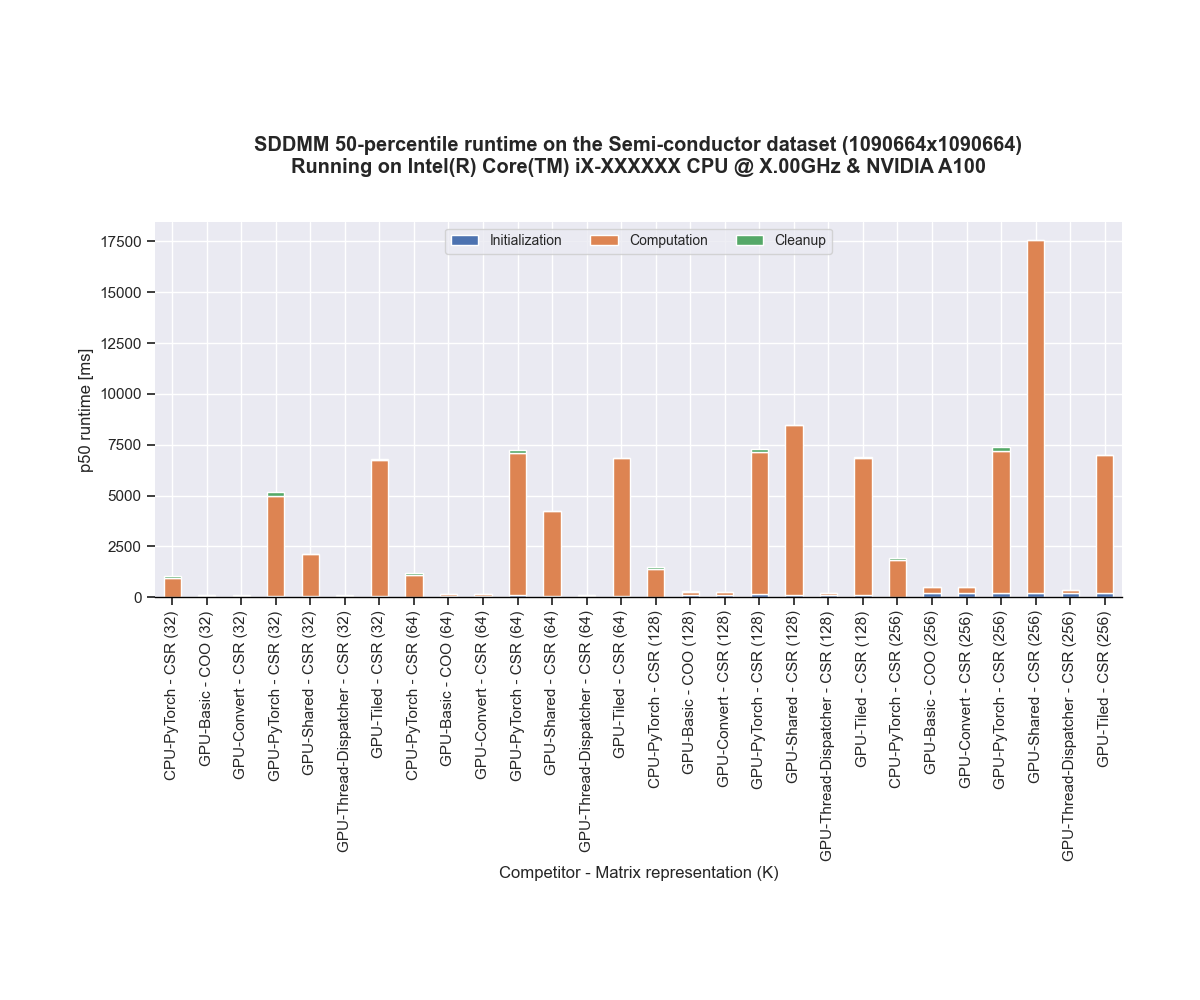 SDDMM 50-percentile runtime on the Semi-conductor dataset (1090664x1090664)
Running on Intel(R) Core(TM) iX-XXXXXX CPU @ X.00GHz & NVIDIA A100
Initialization
Computation
Cleanup
p50 runtime [ms]
17500
15000
12500
10000
7500
5000
2500
0
CPU-PyTorch - CSR (32)
GPU-Basic - COO (32)
GPU-Convert - CSR (32)
GPU-PyTorch - CSR (32)
GPU-Shared - CSR (32)
GPU-Thread-Dispatcher - CSR (32)
GPU-Tiled - CSR (32)
CPU-PyTorch - CSR (64)
GPU-Basic - COO (64)
GPU-Convert - CSR (64)
GPU-PyTorch - CSR (64)
GPU-Shared - CSR (64)
GPU-Thread-Dispatcher - CSR (64)
GPU-Tiled - CSR (64)
CPU-PyTorch - CSR (128)
GPU-Basic - COO (128)
GPU-Convert - CSR (128)
GPU-PyTorch - CSR (128)
GPU-Shared - CSR (128)
GPU-Thread-Dispatcher - CSR (128)
GPU-Tiled - CSR (128)
CPU-PyTorch - CSR (256)
GPU-Basic - COO (256)
GPU-Convert - CSR (256)
GPU-PyTorch - CSR (256)
GPU-Shared - CSR (256)
GPU-Thread-Dispatcher - CSR (256)
GPU-Tiled - CSR (256)
Competitor - Matrix representation (K)